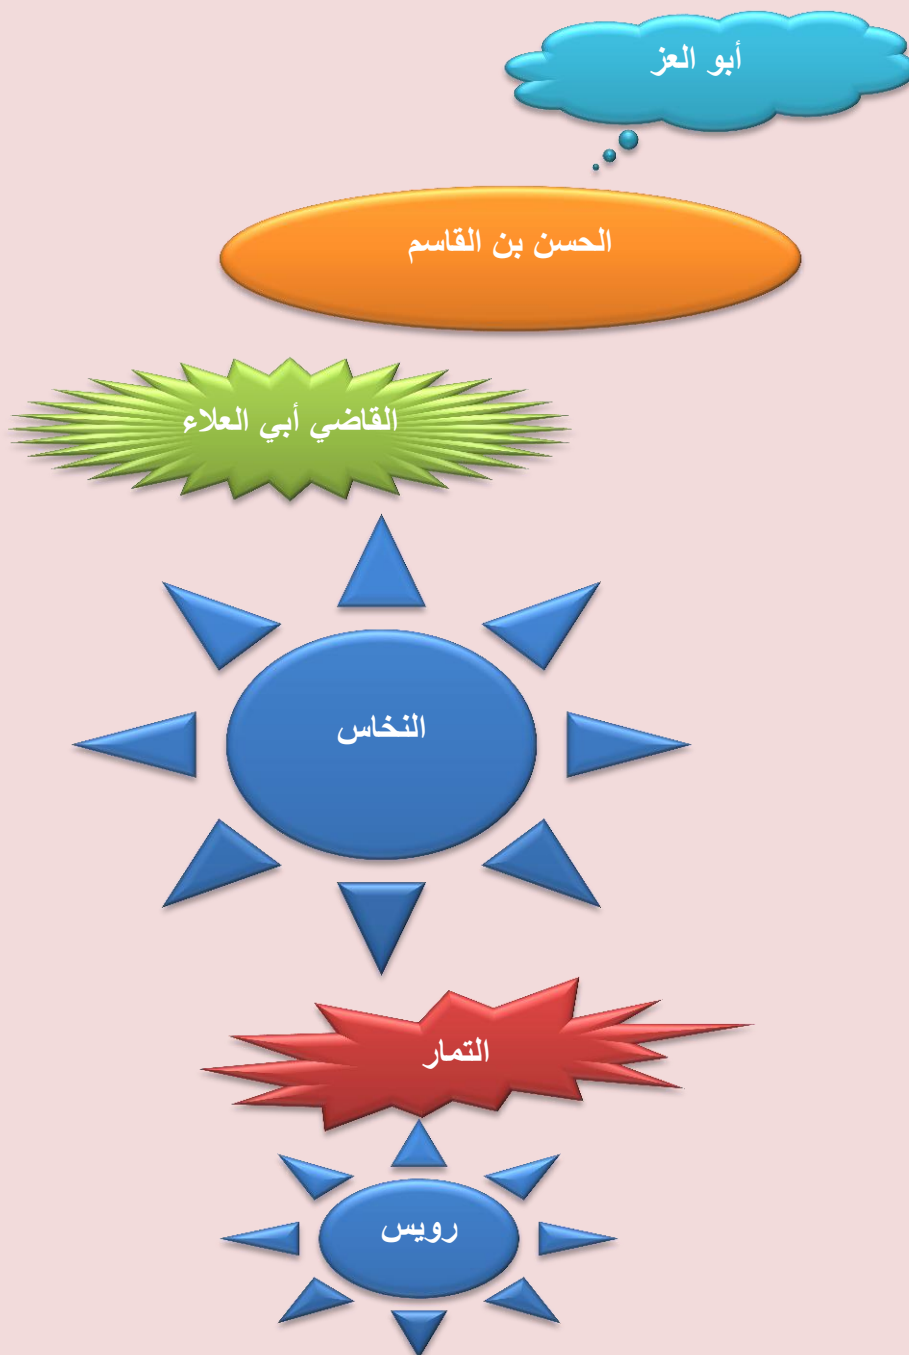 أبو العز
الحسن بن القاسم
القاضي أبي العلاء
النخاس
التمار
رويس